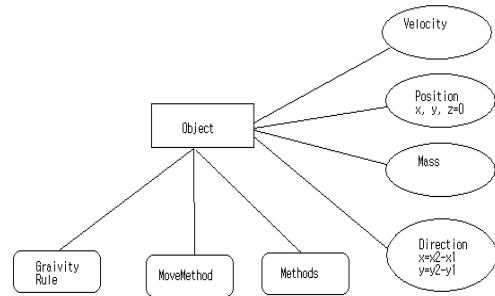 Velocity
Position
x, y, z=0
Object
Mass
Direction
x=x2-x1
y=y2-y1
Graivity
Rule
MoveMethod
Methods